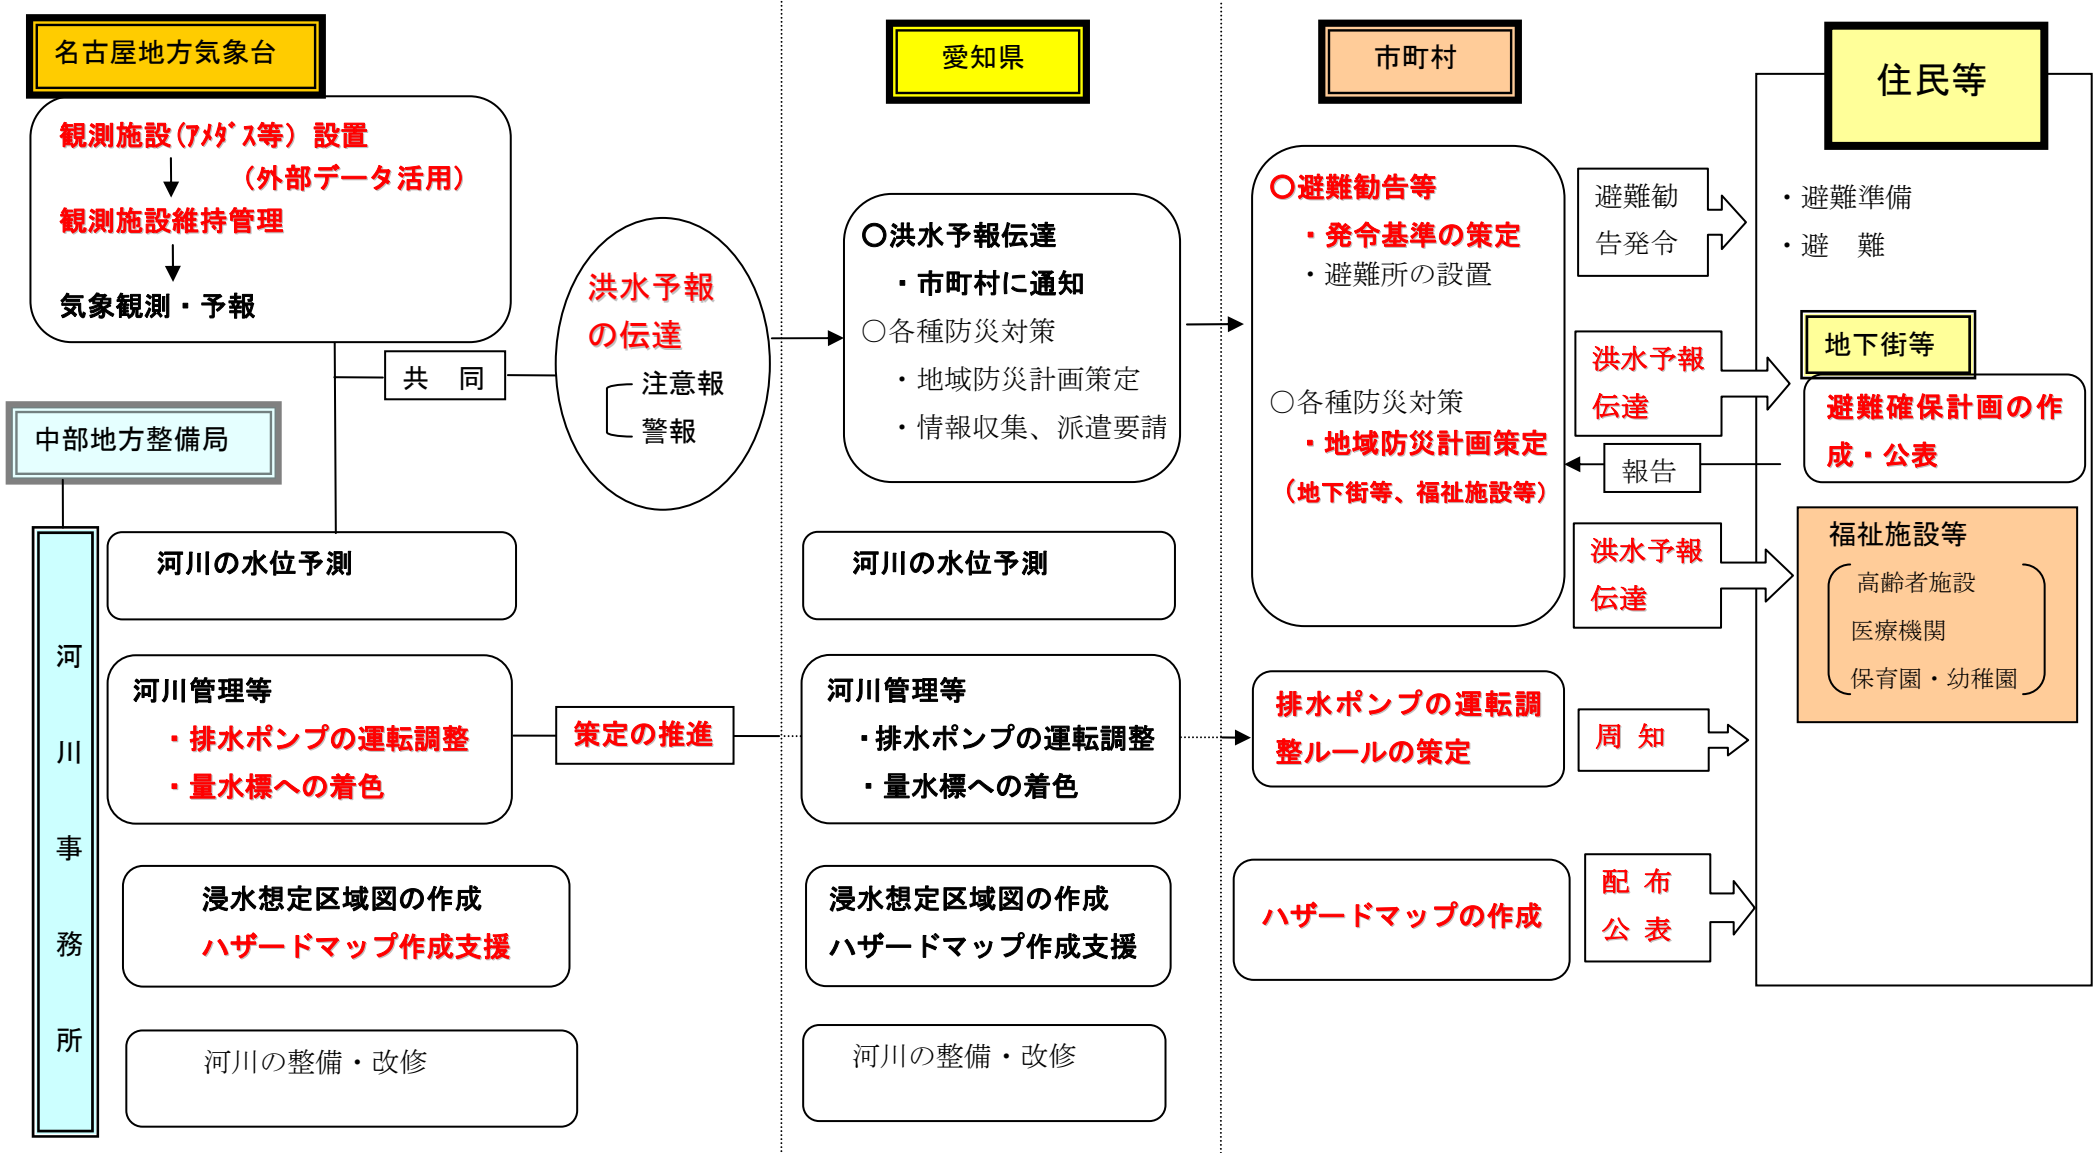 名古屋地方気象台
観測施設(ｱﾒﾀﾞｽ等）設置
（外部データ活用）
観測施設維持管理
気象観測・予報
共　同
洪水予報
の伝達
注意報
警報
中部地方整備局
河川事務所
河川の水位予測
河川管理等
・排水ポンプの運転調整
・量水標への着色
策定の推進
浸水想定区域図の作成
ハザードマップ作成支援
河川の整備・改修
愛知県
〇洪水予報伝達
・市町村に通知
○各種防災対策
・地域防災計画策定
・情報収集、派遣要請
河川の水位予測
河川管理等
・排水ポンプの運転調整
・量水標への着色
浸水想定区域図の作成
ハザードマップ作成支援
河川の整備・改修
市町村
〇避難勧告等
・発令基準の策定
・避難所の設置
○各種防災対策
・地域防災計画策定
（地下街等、福祉施設等）
排水ポンプの運転調
整ルールの策定
ハザードマップの作成
避難勧
告発令
洪水予報
伝達
報告
洪水予報
伝達
周 知
配 布
公 表
住民等
・避難準備
・避　難
地下街等
避難確保計画の作
成・公表
福祉施設等
高齢者施設
医療機関
保育園・幼稚園